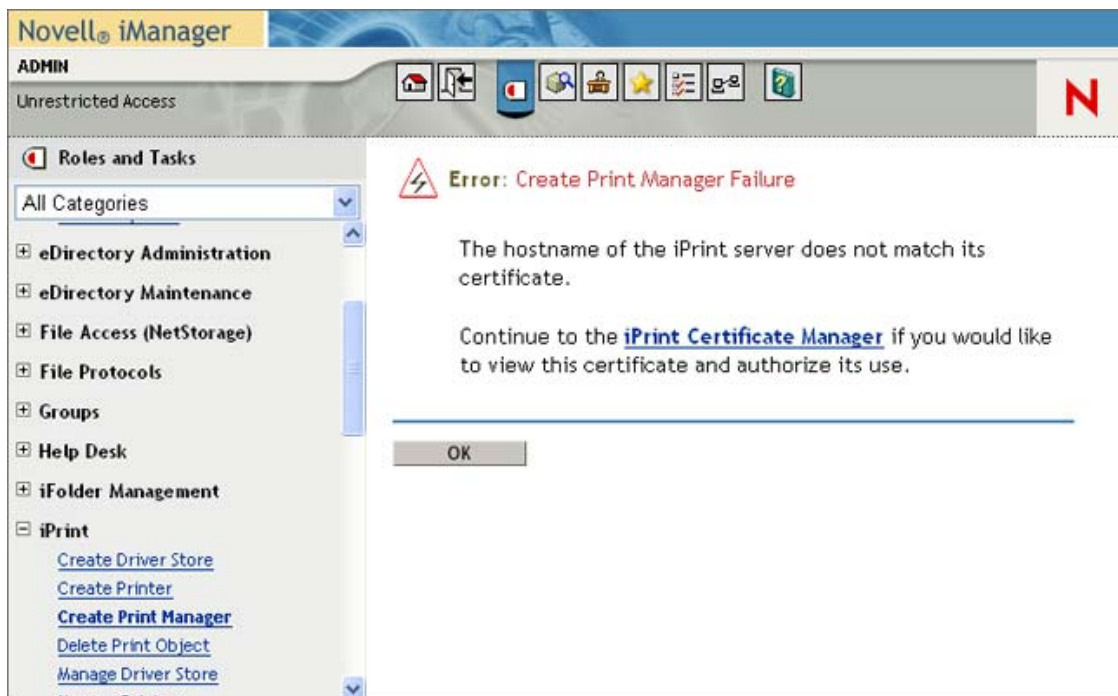 Novell® iManager
ADMIN
Unrestricted Access
N
Roles and Tasks
All Categories
eDirectory Administration
eDirectory Maintenance
File Access (NetStorage)
File Protocols
Groups
Help Desk
iFolder Management
iPrint
Create Driver Store
Create Printer
Create Print Manager
Delete Print Object
Manage Driver Store
Error: Create Print Manager Failure
The hostname of the iPrint server does not match its
certificate.
Continue to the iPrint Certificate Manager if you would like
to view this certificate and authorize its use.
OK